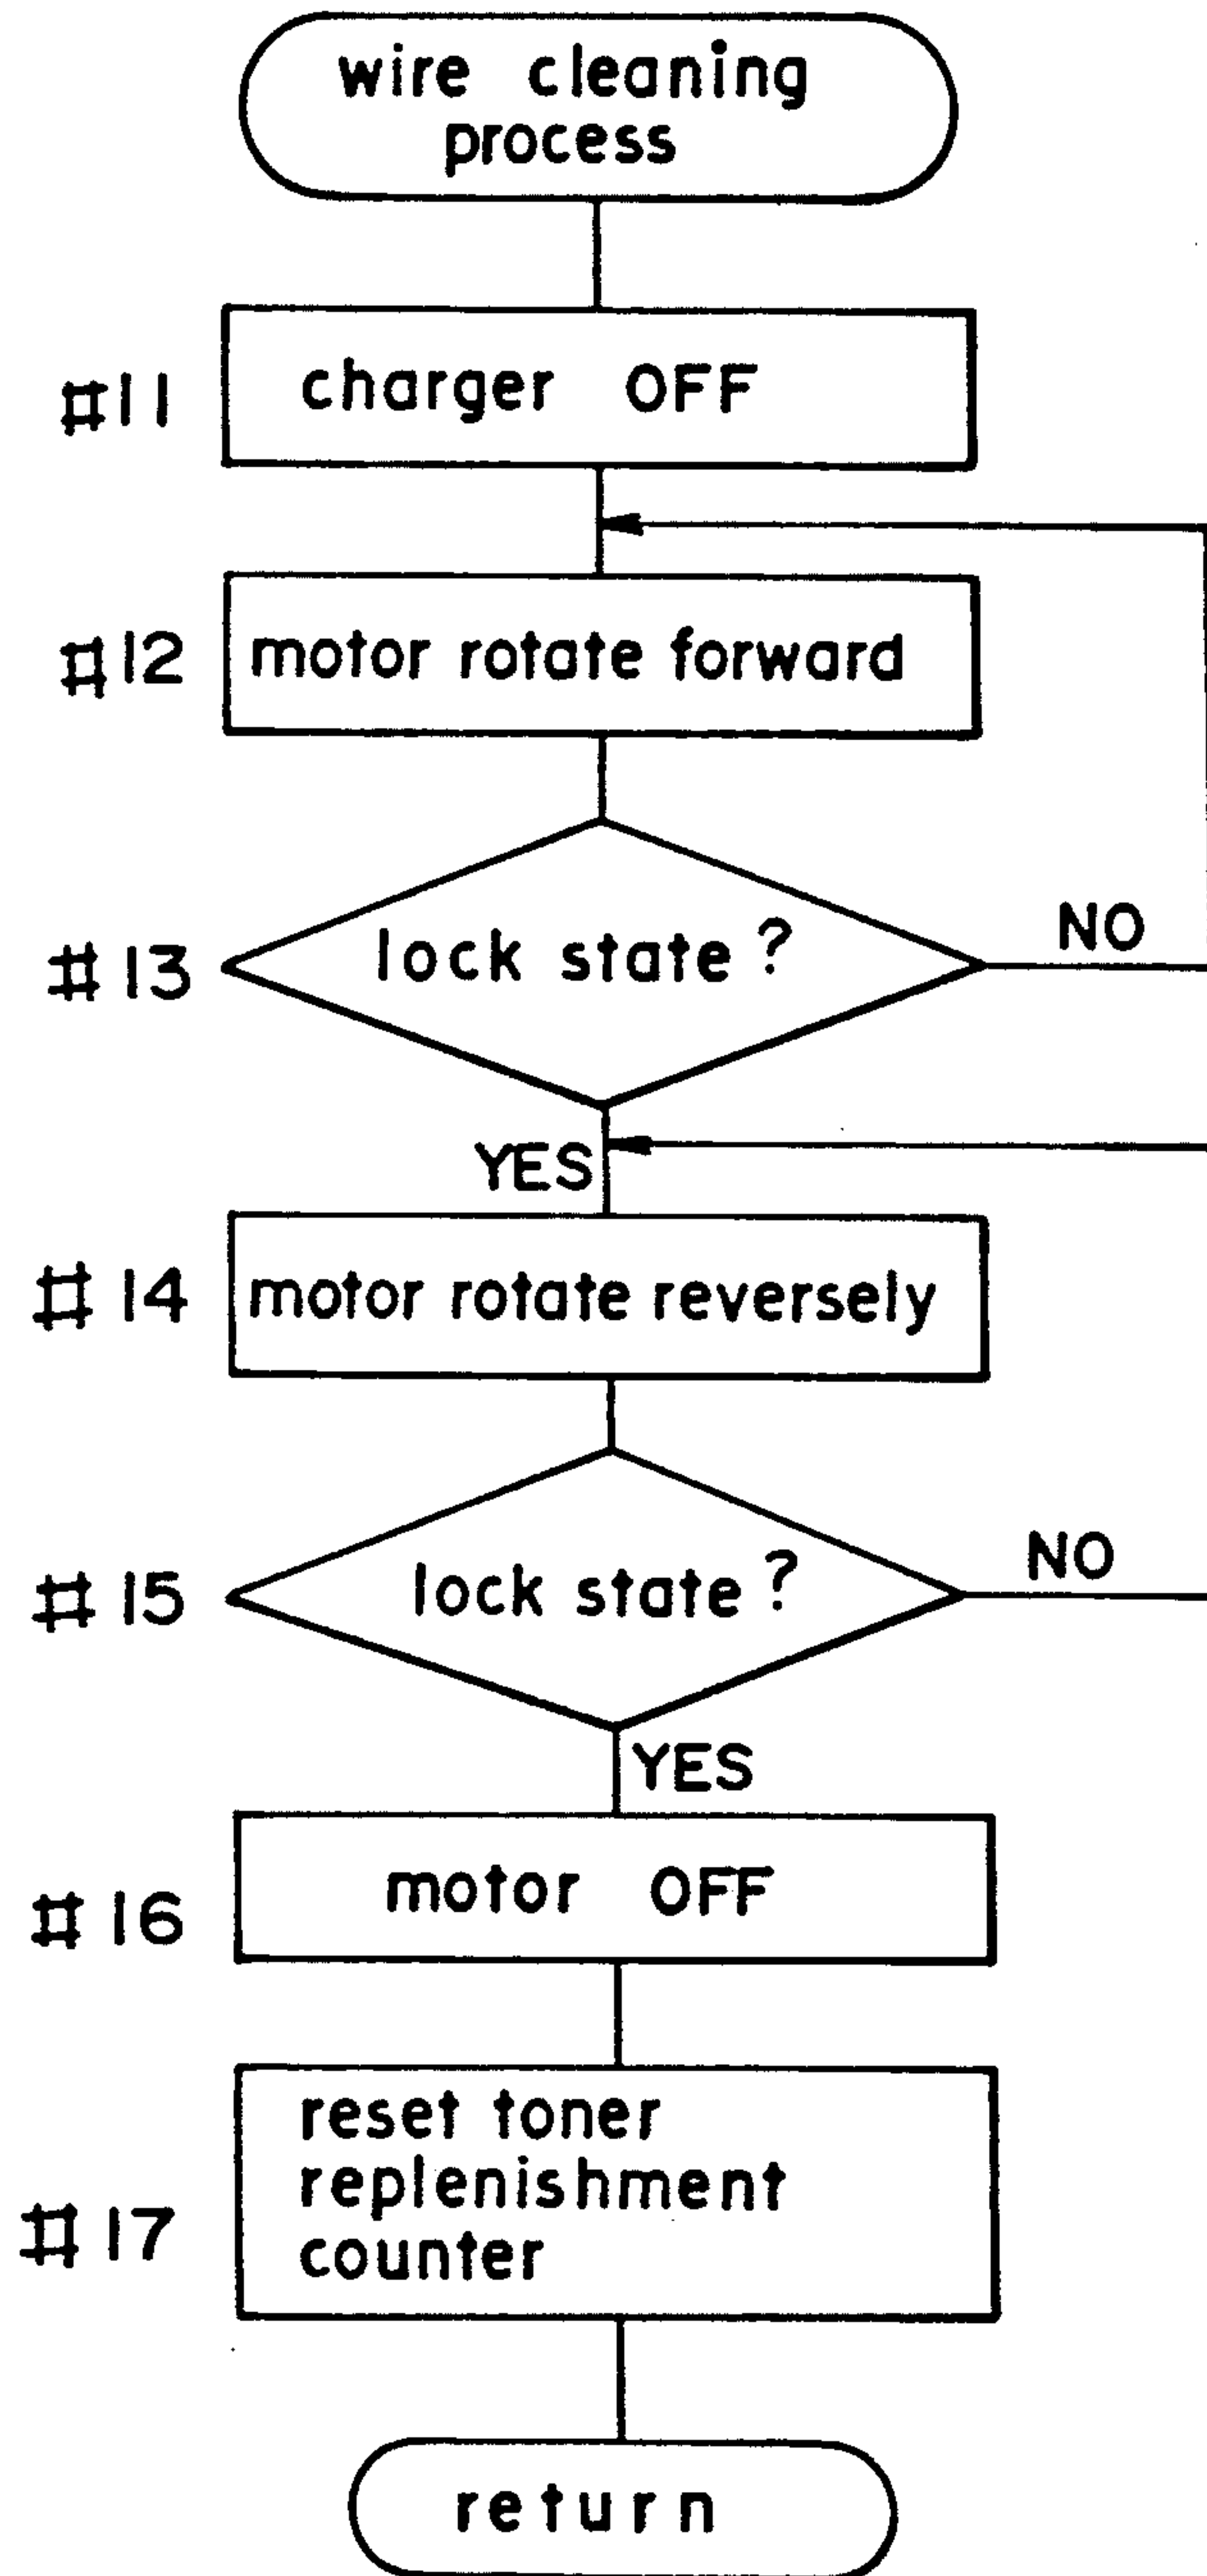 wire cleaning
process
#11
charger OFF
#12
motor rotate forward
#13
lock state?
NO
YES
#14
motor rotate reversely
#15
lock state?
NO
YES
#16
motor OFF
#17
reset toner
replenishment
counter
return